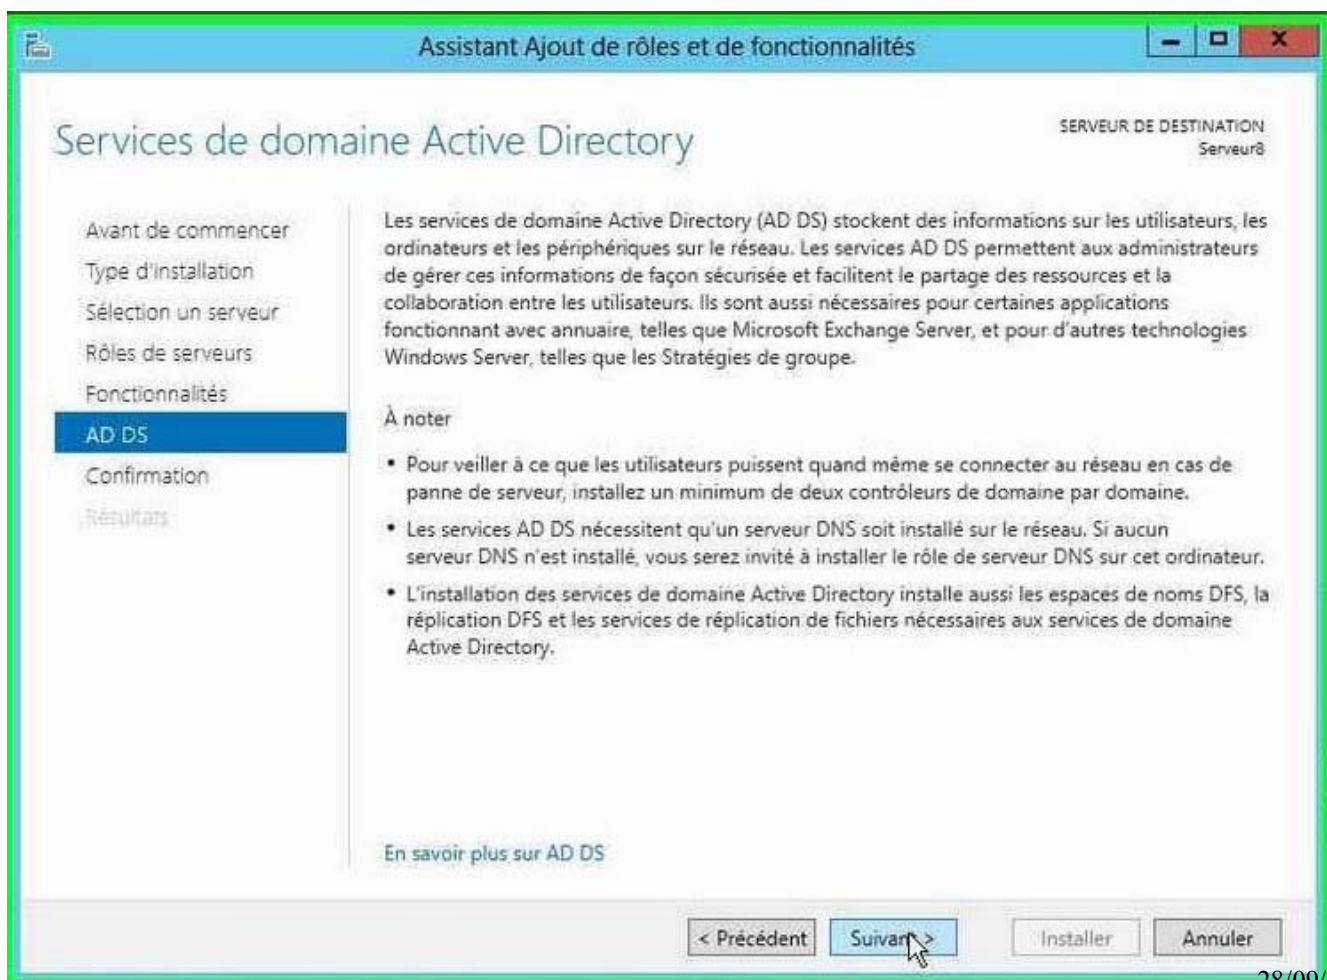 Assistant Ajout de rôles et de fonctionnalités
Services de domaine Active Directory
SERVEUR DE DESTINATION
Serveur8
Avant de commencer
Type d'installation
Sélection un serveur
Rôles de serveurs
Fonctionnalités
AD DS
Confirmation
Résultats
Les services de domaine Active Directory (AD DS) stockent des informations sur les utilisateurs, les
ordinateurs et les périphériques sur le réseau. Les services AD DS permettent aux administrateurs
de gérer ces informations de façon sécurisée et facilitent le partage des ressources et la
collaboration entre les utilisateurs. Ils sont aussi nécessaires pour certaines applications
fonctionnant avec annuaire, telles que Microsoft Exchange Server, et pour d'autres technologies
Windows Server, telles que les Stratégies de groupe.
À noter
• Pour veiller à ce que les utilisateurs puissent quand même se connecter au réseau en cas de
panne de serveur, installez un minimum de deux contrôleurs de domaine par domaine.
• Les services AD DS nécessitent qu'un serveur DNS soit installé sur le réseau. Si aucun
serveur DNS n'est installé, vous serez invité à installer le rôle de serveur DNS sur cet ordinateur.
• L'installation des services de domaine Active Directory installe aussi les espaces de noms DFS, la
réplication DFS et les services de réplication de fichiers nécessaires aux services de domaine
Active Directory.
En savoir plus sur AD DS
< Précédent
Suivant >
Installer
Annuler
28/09/